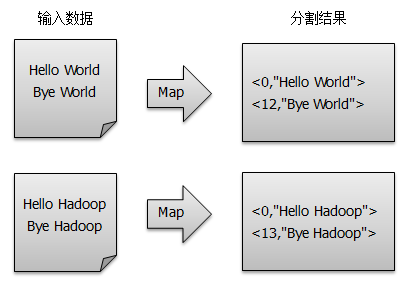 输入数据
分割结果
Hello World
Bye World
Map
<0,"Hello World">
<12,"Bye World">
Hello Hadoop
Bye Hadoop
Map
<0,"Hello Hadoop">
<13,"Bye Hadoop">